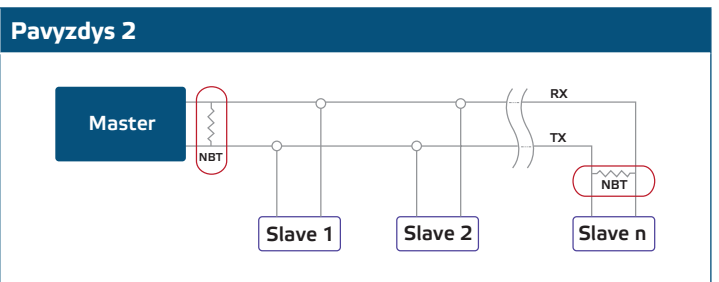 Pavyzdys 2
RX
Master
TX
NBT
NBT
Slave 1
Slave 2
Slave n